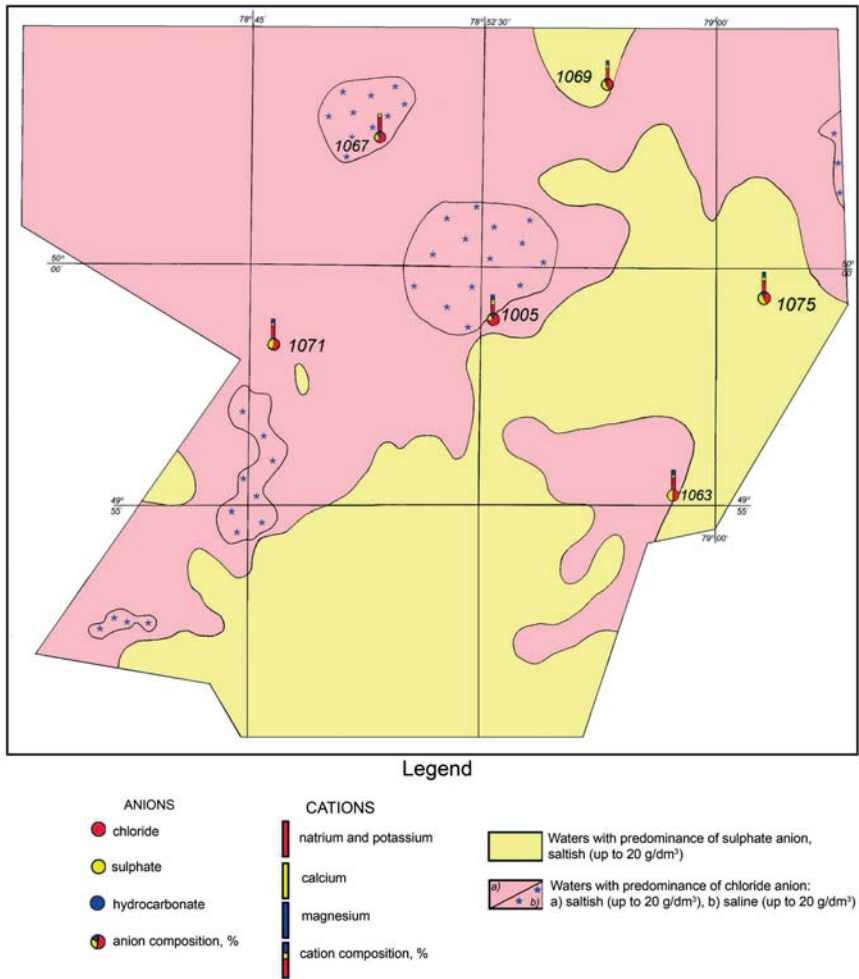 78° 45'
78° 52' 30"
79° 00'
1069
1067
50° 00'
50° 00'
1075
1005
1071
1063
49° 55'
49° 55'
79° 00'
Legend
ANIONS
chloride
sulphate
hydrocarbonate
anion composition, %
CATIONS
natrium and potassium
calcium
magnesium
cation composition, %
Waters with predominance of sulphate anion,
saltish (up to 20 g/dm³)
a)
b)
Waters with predominance of chloride anion:
a) saltish (up to 20 g/dm³), b) saline (up to 20 g/dm³)